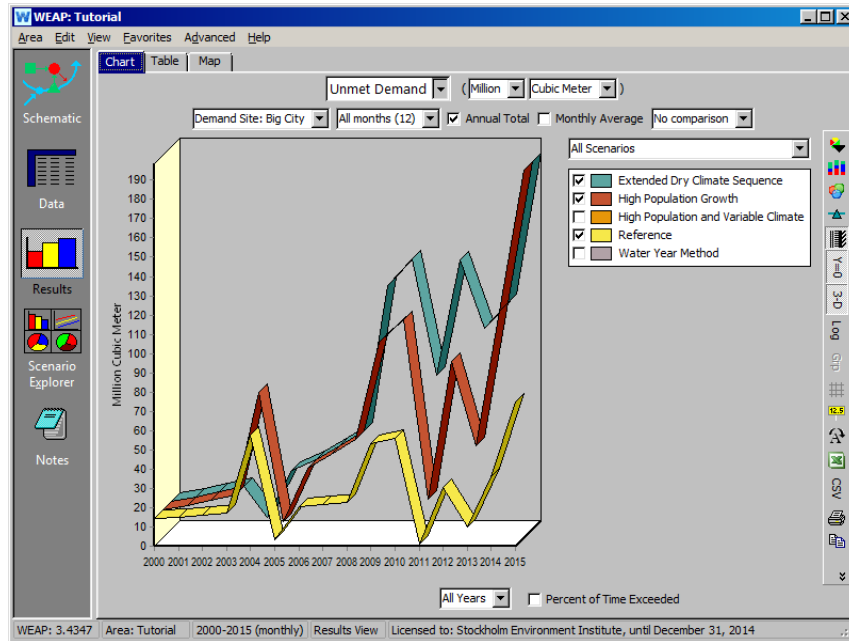 WEAP: Tutorial
Area Edit View Favorites Advanced Help
Chart Table Map
Schematic
Data
Results
Scenario
Explorer
Notes
Unmet Demand ( Million Cubic Meter )
Demand Site: Big City All months (12) Annual Total Monthly Average No comparison
All Scenarios
Extended Dry Climate Sequence
High Population Growth
High Population and Variable Climate
Reference
Water Year Method
Million Cubic Meter
190
180
170
160
150
140
130
120
110
100
90
80
70
60
50
40
30
20
10
0
2000 2001 2002 2003 2004 2005 2006 2007 2008 2009 2010 2011 2012 2013 2014 2015
All Years Percent of Time Exceeded
Y=0
3-D
Log
Grp
12.5
A
CSV
WEAP: 3.4347 Area: Tutorial 2000-2015 (monthly) Results View Licensed to: Stockholm Environment Institute, until December 31, 2014